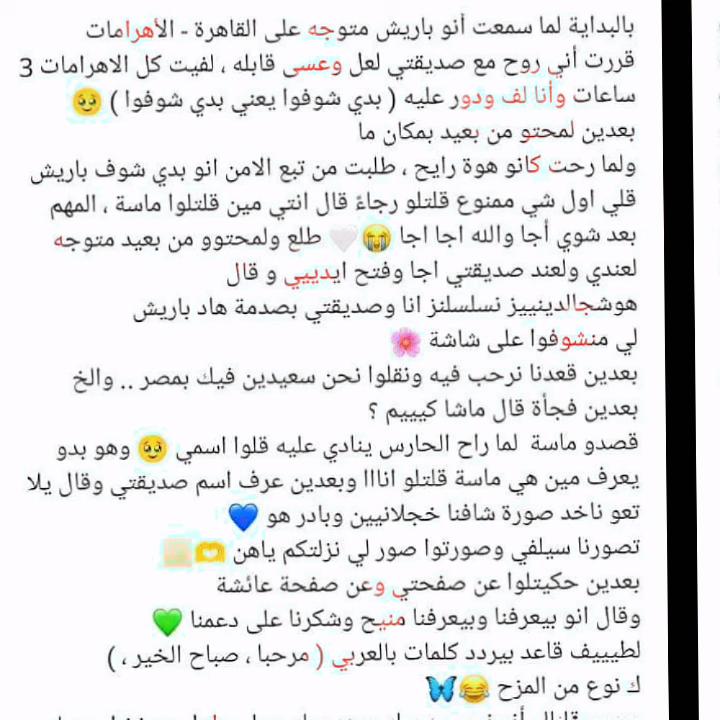 بالبداية لما سمعت أنو باريش متوجه على القاهرة - الأهرامات
قررت أني روح مع صديقتي لعل وعسى قابله ، لفيت كل الاهرامات 3
ساعات وأنا لف ودور عليه ( بدي شوفوا يعني بدي شوفوا ) 🥹
بعدين لمحتو من بعيد بمكان ما
ولما رحت كانو هوة رايح ، طلبت من تبع الامن انو بدي شوف باريش
قلي اول شي ممنوع قلتلو رجاءً قال انتي مين قلتلوا ماسة ، المهم
بعد شوي أجا والله اجا اجا 😭🤍 طلع ولمحتوو من بعيد متوجه
لعندي ولعند صديقتي اجا وفتح ايدييي و قال
هوشجالدينييز نسلسلنز انا وصديقتي بصدمة هاد باريش
لي منشوفوا على شاشة 🌸
بعدين قعدنا نرحب فيه ونقلوا نحن سعيدين فيك بمصر .. والخ
بعدين فجأة قال ماشا كيييم ؟
قصدو ماسة لما راح الحارس ينادي عليه قلوا اسمي 🥹 وهو بدو
يعرف مين هي ماسة قلتلو اناا وبعدين عرف اسم صديقتي وقال يلا
تعو ناخد صورة شافنا خجلانيين وبادر هو 💙
تصورنا سيلفي وصورتوا صور لي نزلتكم ياهن 🫶
بعدين حكيتلوا عن صفحتي وعن صفحة عائشة
وقال انو بيعرفنا وبيعرفنا منيح وشكرنا على دعمنا 💚
لطيييف قاعد بيردد كلمات بالعربي ( مرحبا ، صباح الخير ، )
ك نوع من المزح 😂🦋